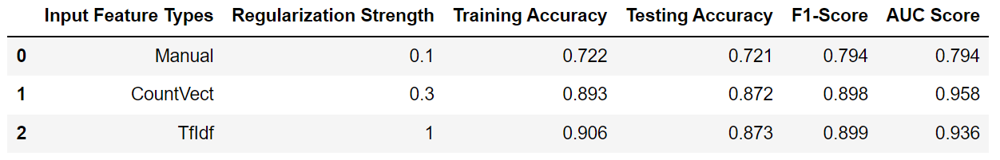 Input Feature Types Regularization Strength Training Accuracy Testing Accuracy F1-Score AUC Score
0 Manual 0.1 0.722 0.721 0.794 0.794
1 CountVect 0.3 0.893 0.872 0.898 0.958
2 TfIdf 1 0.906 0.873 0.899 0.936